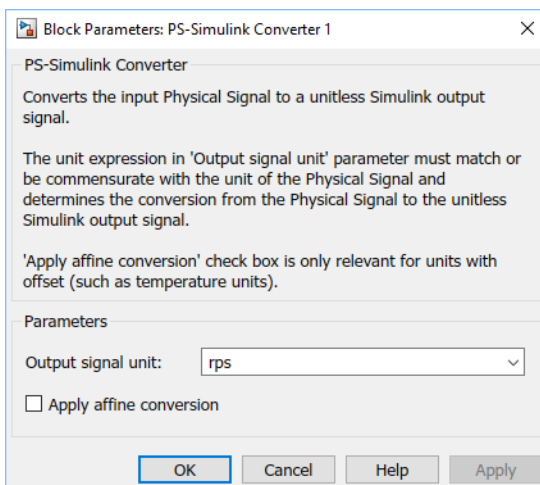 Block Parameters: PS-Simulink Converter 1
PS-Simulink Converter
Converts the input Physical Signal to a unitless Simulink output
signal.
The unit expression in 'Output signal unit' parameter must match or
be commensurate with the unit of the Physical Signal and
determines the conversion from the Physical Signal to the unitless
Simulink output signal.
'Apply affine conversion' check box is only relevant for units with
offset (such as temperature units).
Parameters
Output signal unit: rps
Apply affine conversion
OK Cancel Help Apply